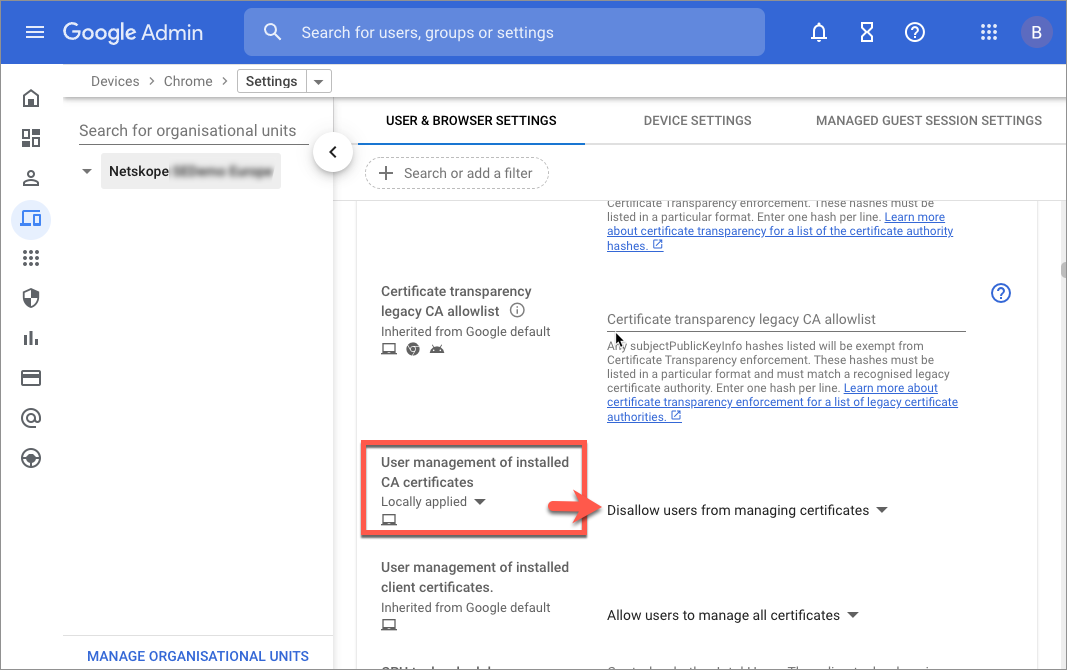 Google Admin
Search for users, groups or settings
B
Devices
Chrome
Settings
Search for organisational units
Netskope
MANAGE ORGANISATIONAL UNITS
USER & BROWSER SETTINGS
DEVICE SETTINGS
MANAGED GUEST SESSION SETTINGS
Search or add a filter
Certificate Transparency enforcement. These hashes must be
listed in a particular format. Enter one hash per line. Learn more
about certificate transparency for a list of the certificate authority
hashes.
Certificate transparency
legacy CA allowlist
Inherited from Google default
Certificate transparency legacy CA allowlist
Any subjectPublicKeyInfo hashes listed will be exempt from
Certificate Transparency enforcement. These hashes must be
listed in a particular format and must match a recognised legacy
certificate authority. Enter one hash per line. Learn more about
certificate transparency enforcement for a list of legacy certificate
authorities.
User management of installed
CA certificates
Locally applied
Disallow users from managing certificates
User management of installed
client certificates.
Inherited from Google default
Allow users to manage all certificates